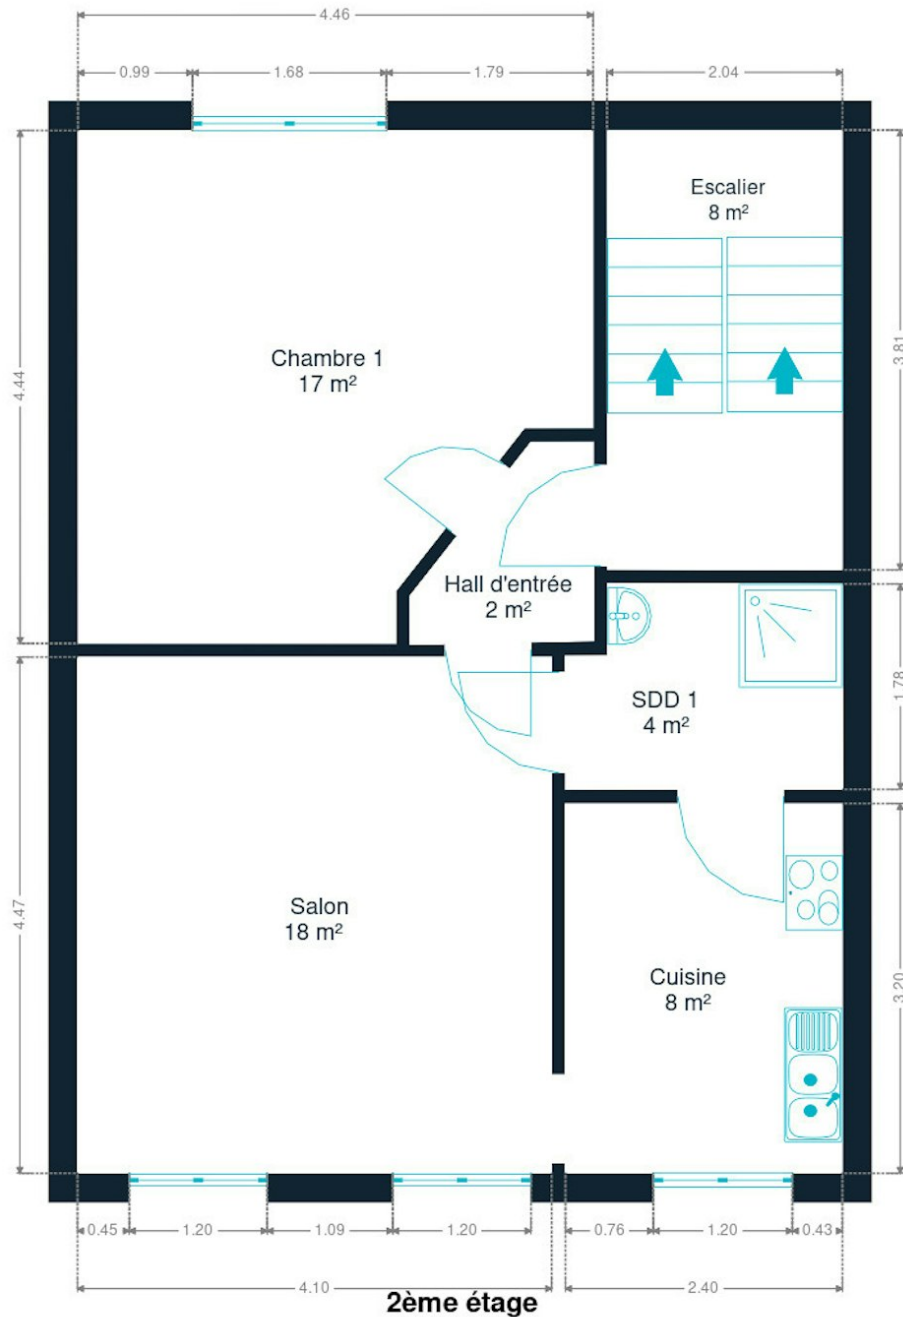 4.46
0.99
1.68
1.79
2.04
Escalier
8 m²
4.44
3.81
Chambre 1
17 m²
Hall d'entrée
2 m²
SDD 1
4 m²
1.78
4.47
Salon
18 m²
Cuisine
8 m²
3.20
0.45
1.20
1.09
1.20
0.76
1.20
0.43
4.10
2.40
2ème étage